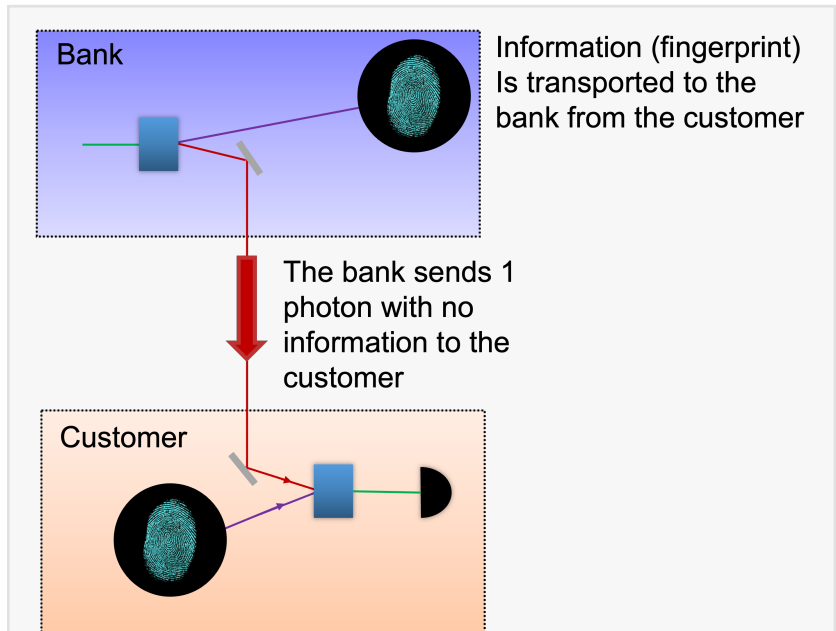 Bank
Information (fingerprint)
Is transported to the
bank from the customer
The bank sends 1
photon with no
information to the
customer
Customer